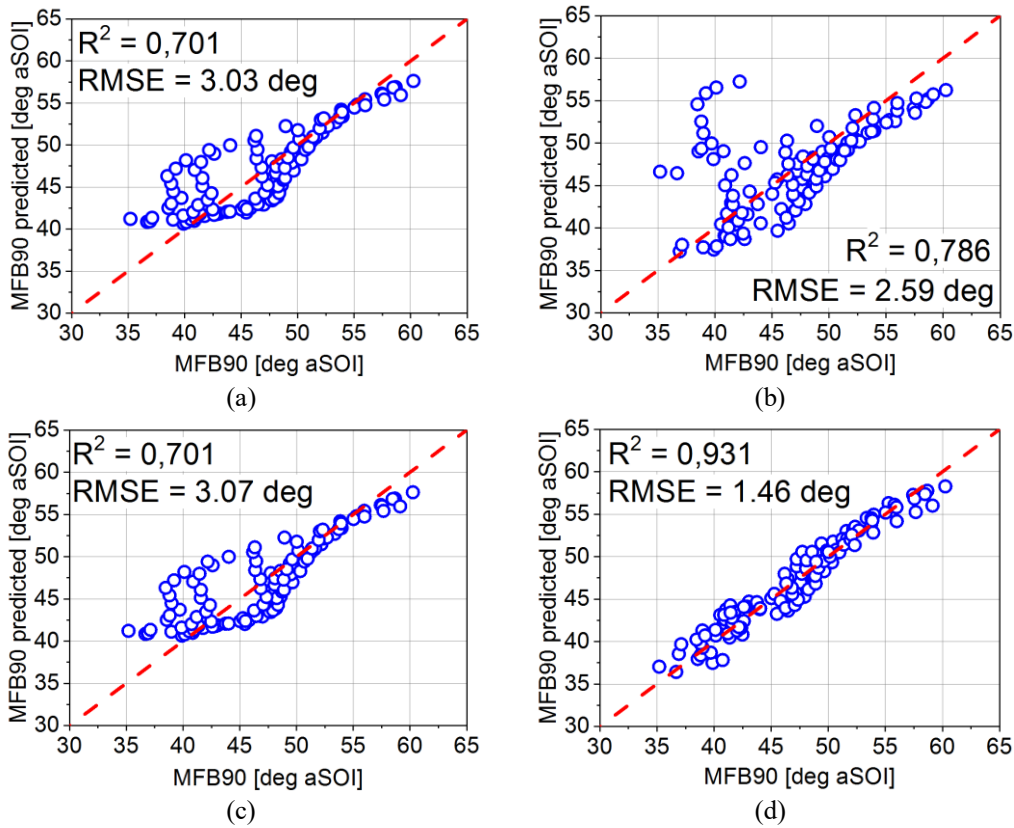 R² = 0,701
RMSE = 3.03 deg
MFB90 predicted [deg aSOI]
65
60
55
50
45
40
35
30
30 35 40 45 50 55 60 65
MFB90 [deg aSOI]
(a)
MFB90 predicted [deg aSOI]
65
60
55
50
45
40
35
30
R² = 0,786
RMSE = 2.59 deg
30 35 40 45 50 55 60 65
MFB90 [deg aSOI]
(b)
R² = 0,701
RMSE = 3.07 deg
MFB90 predicted [deg aSOI]
65
60
55
50
45
40
35
30
30 35 40 45 50 55 60 65
MFB90 [deg aSOI]
(c)
R² = 0,931
RMSE = 1.46 deg
MFB90 predicted [deg aSOI]
65
60
55
50
45
40
35
30
30 35 40 45 50 55 60 65
MFB90 [deg aSOI]
(d)